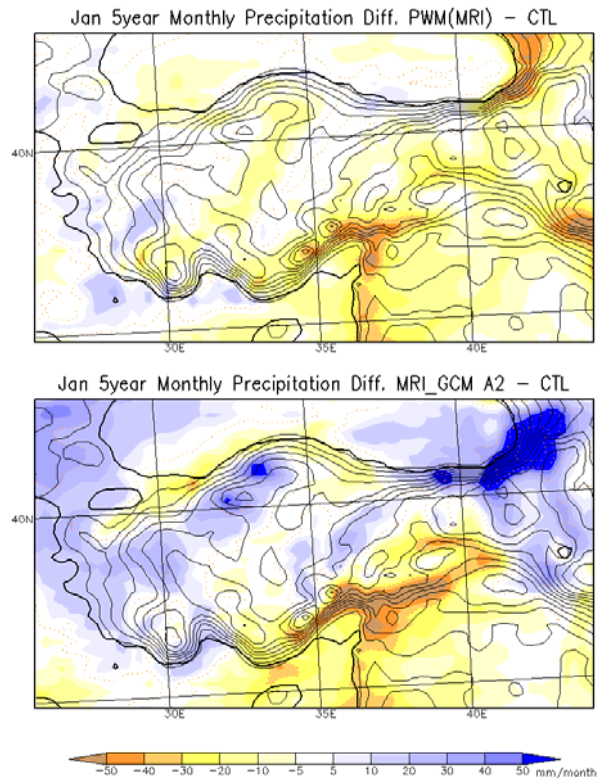 Jan 5year Monthly Precipitation Diff. PWM(MRI) − CTL
40N
30E 35E 40E
Jan 5year Monthly Precipitation Diff. MRI_GCM A2 − CTL
40N
30E 35E 40E
−50 −40 −30 −20 −10 −5 5 10 20 30 40 50 mm/month